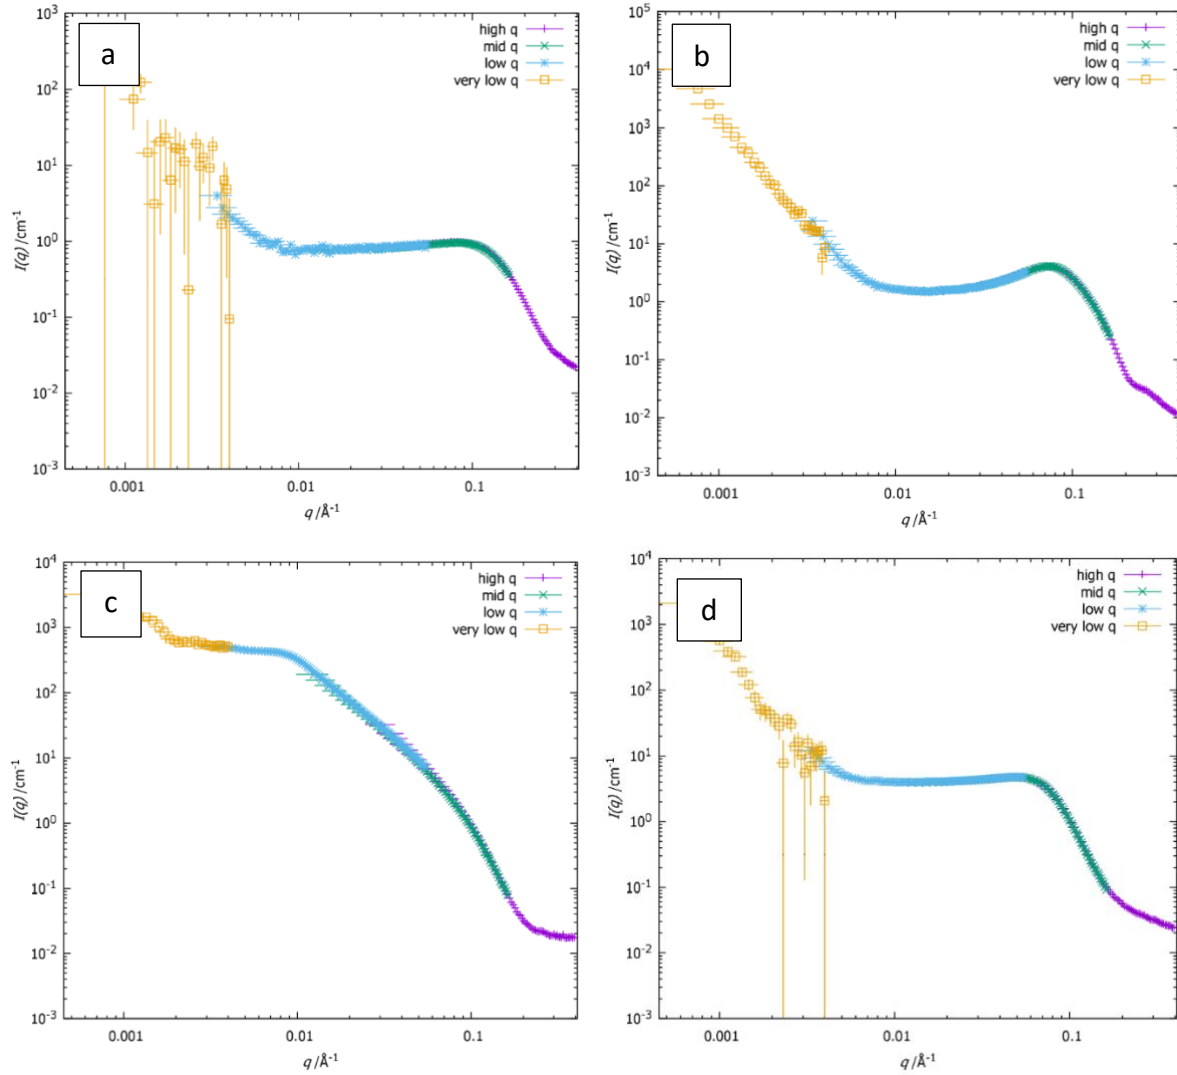 a
high q
mid q
low q
very low q
10^3
10^2
10^1
10^0
10^-1
10^-2
10^-3
I(q) /cm^-1
0.001 0.01 0.1
q /Å^-1
b
high q
mid q
low q
very low q
10^5
10^4
10^3
10^2
10^1
10^0
10^-1
10^-2
10^-3
I(q) /cm^-1
0.001 0.01 0.1
q /Å^-1
c
high q
mid q
low q
very low q
10^4
10^3
10^2
10^1
10^0
10^-1
10^-2
10^-3
I(q) /cm^-1
0.001 0.01 0.1
q /Å^-1
d
high q
mid q
low q
very low q
10^4
10^3
10^2
10^1
10^0
10^-1
10^-2
10^-3
I(q) /cm^-1
0.001 0.01 0.1
q /Å^-1